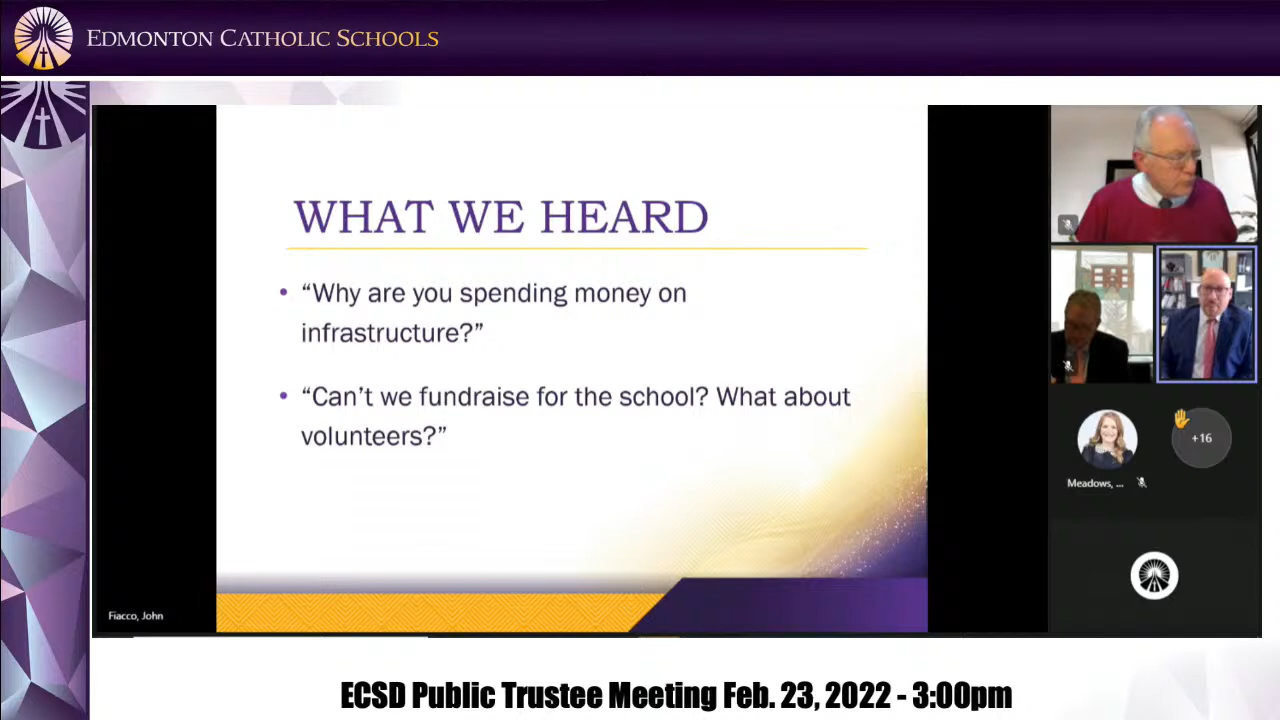 EDMONTON CATHOLIC SCHOOLS
WHAT WE HEARD
• “Why are you spending money on
infrastructure?”
• “Can’t we fundraise for the school? What about
volunteers?”
Fiacco, John
Meadows, ...
+16
ECSD Public Trustee Meeting Feb. 23, 2022 - 3:00pm